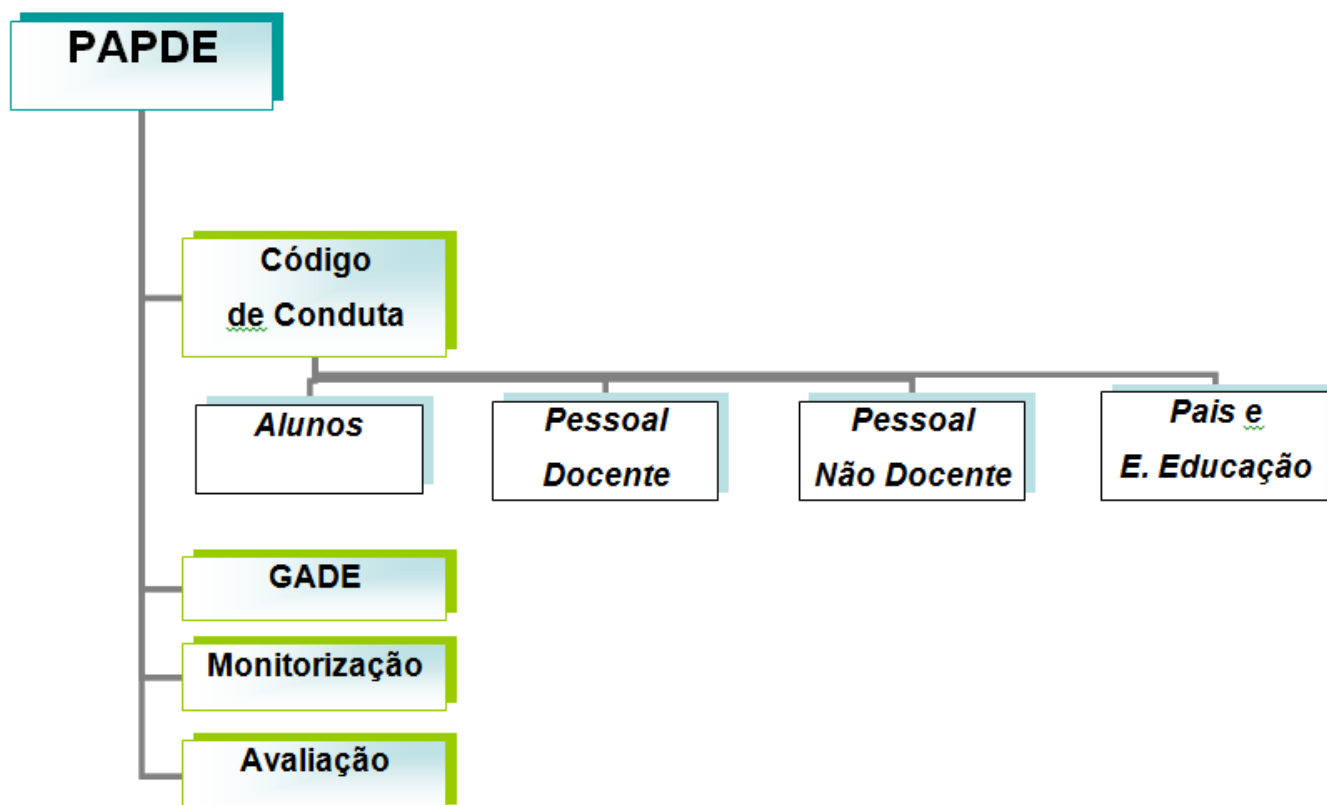 PAPDE
Código
de Conduta
Alunos
Pessoal
Docente
Pessoal
Não Docente
Pais e
E. Educação
GADE
Monitorização
Avaliação